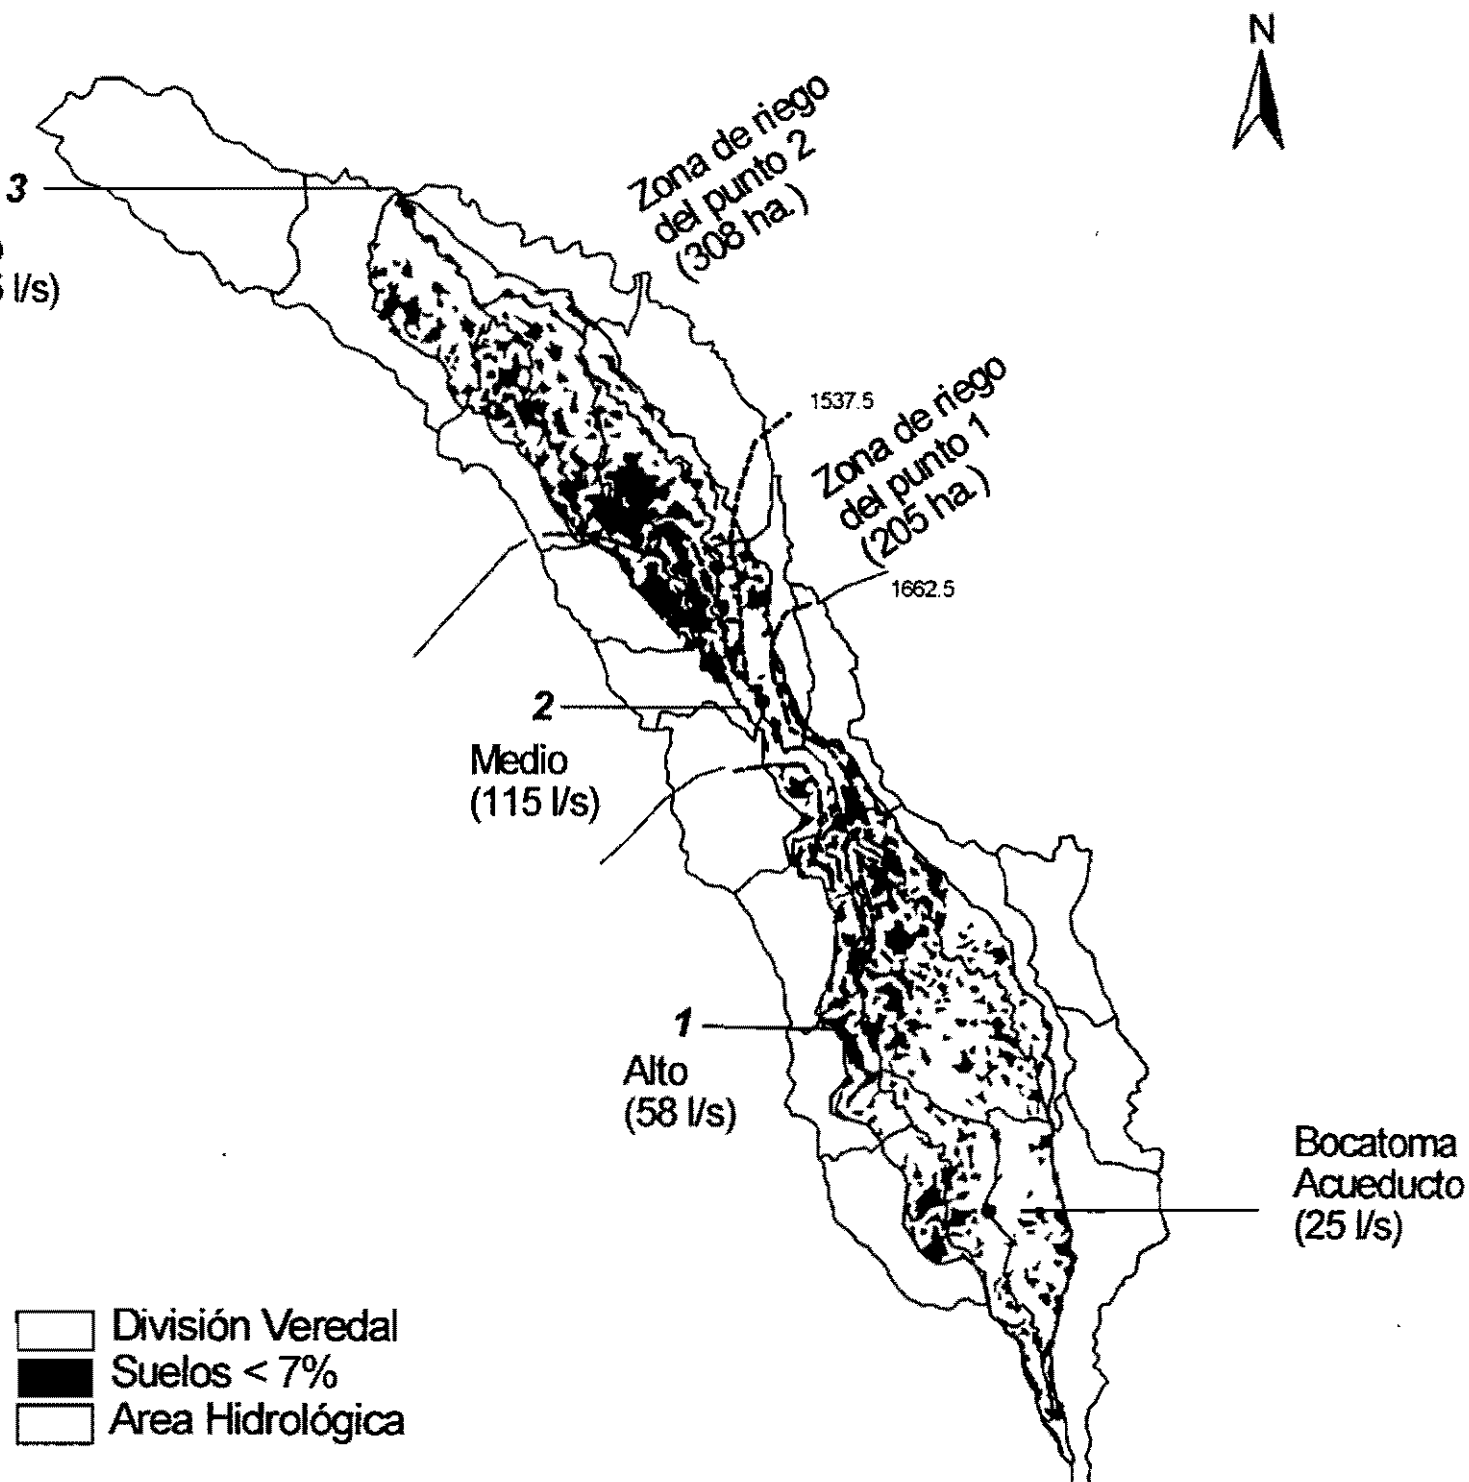 N
Zona de riego
del punto 2
(308 ha.)
3
l/s)
1537.5
Zona de riego
del punto 1
(205 ha.)
1662.5
2
Medio
(115 l/s)
1
Alto
(58 l/s)
Bocatoma
Acueducto
(25 l/s)
División Veredal
Suelos < 7%
Area Hidrológica